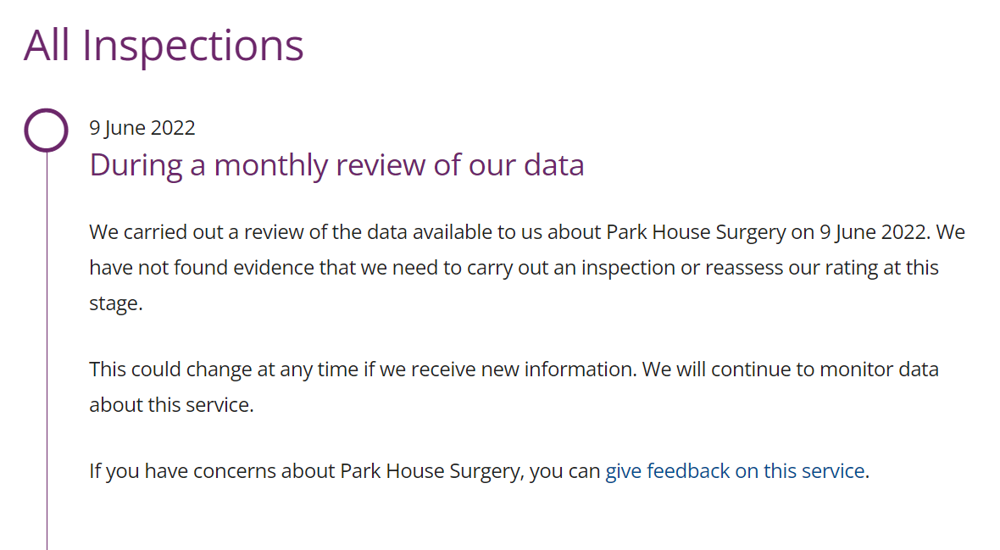 All Inspections
9 June 2022
During a monthly review of our data
We carried out a review of the data available to us about Park House Surgery on 9 June 2022. We
have not found evidence that we need to carry out an inspection or reassess our rating at this
stage.
This could change at any time if we receive new information. We will continue to monitor data
about this service.
If you have concerns about Park House Surgery, you can give feedback on this service.